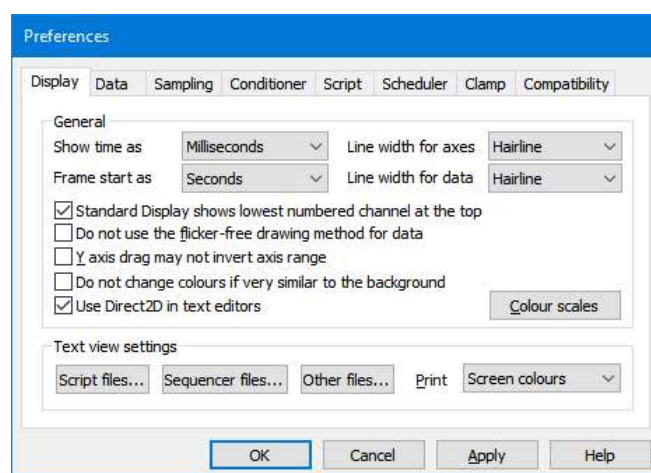 Preferences
Display Data Sampling Conditioner Script Scheduler Clamp Compatibility
General
Show time as Milliseconds Line width for axes Hairline
Frame start as Seconds Line width for data Hairline
Standard Display shows lowest numbered channel at the top
Do not use the flicker-free drawing method for data
Y axis drag may not invert axis range
Do not change colours if very similar to the background
Use Direct2D in text editors Colour scales
Text view settings
Script files... Sequencer files... Other files... Print Screen colours
OK Cancel Apply Help